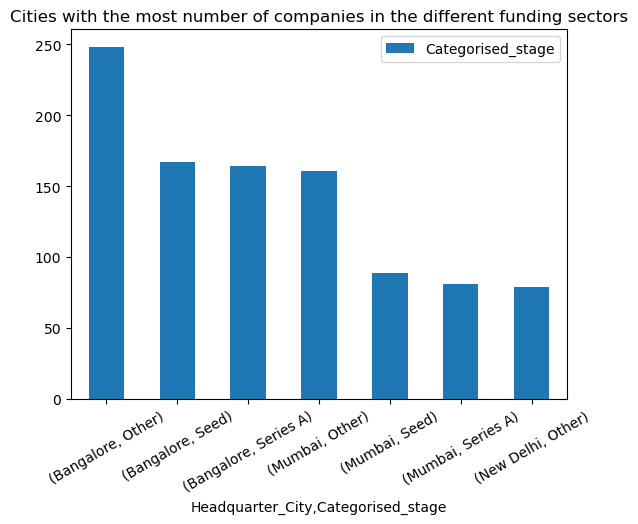 Cities with the most number of companies in the different funding sectors
Categorised_stage
250
200
150
100
50
0
(Bangalore, Other)
(Bangalore, Seed)
(Bangalore, Series A)
(Mumbai, Other)
(Mumbai, Seed)
(Mumbai, Series A)
(New Delhi, Other)
Headquarter_City,Categorised_stage